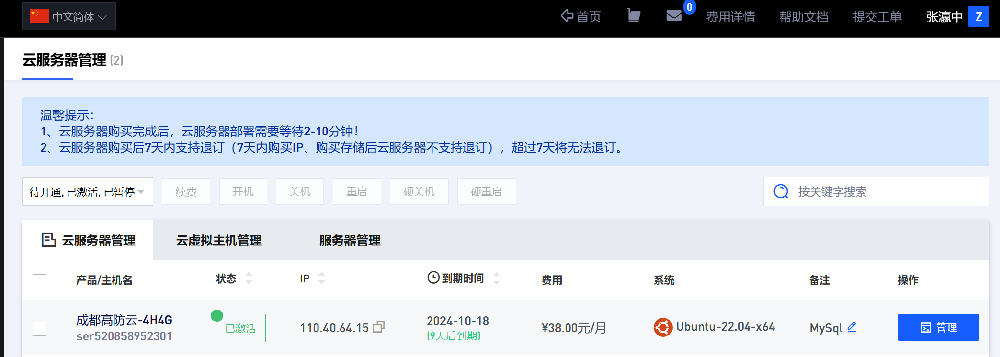 中文简体
首页
0
费用详情
帮助文档
提交工单
张瀛中
Z
云服务器管理 (2)
温馨提示：
1、云服务器购买完成后，云服务器部署需要等待2-10分钟！
2、云服务器购买后7天内支持退订（7天内购买IP、购买存储后云服务器不支持退订），超过7天将无法退订。
待开通, 已激活, 已暂停
续费
开机
关机
重启
硬关机
硬重启
按关键字搜索
云服务器管理
云虚拟主机管理
服务器管理
产品/主机名
状态
IP
到期时间
费用
系统
备注
操作
成都高防云-4H4G
ser520858952301
已激活
110.40.64.15
2024-10-18
(9天后到期)
¥38.00元/月
Ubuntu-22.04-x64
MySql
管理